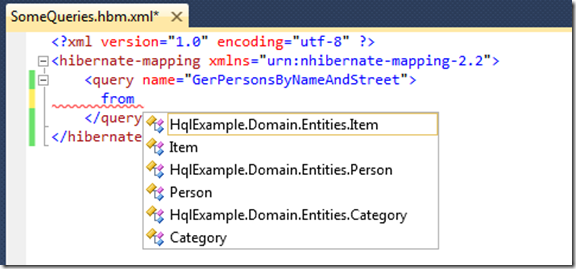 SomeQueries.hbm.xml*
<?xml version="1.0" encoding="utf-8" ?>
<hibernate-mapping xmlns="urn:nhibernate-mapping-2.2">
<query name="GerPersonsByNameAndStreet">
from
</query
</hibernate
HqlExample.Domain.Entities.Item
Item
HqlExample.Domain.Entities.Person
Person
HqlExample.Domain.Entities.Category
Category